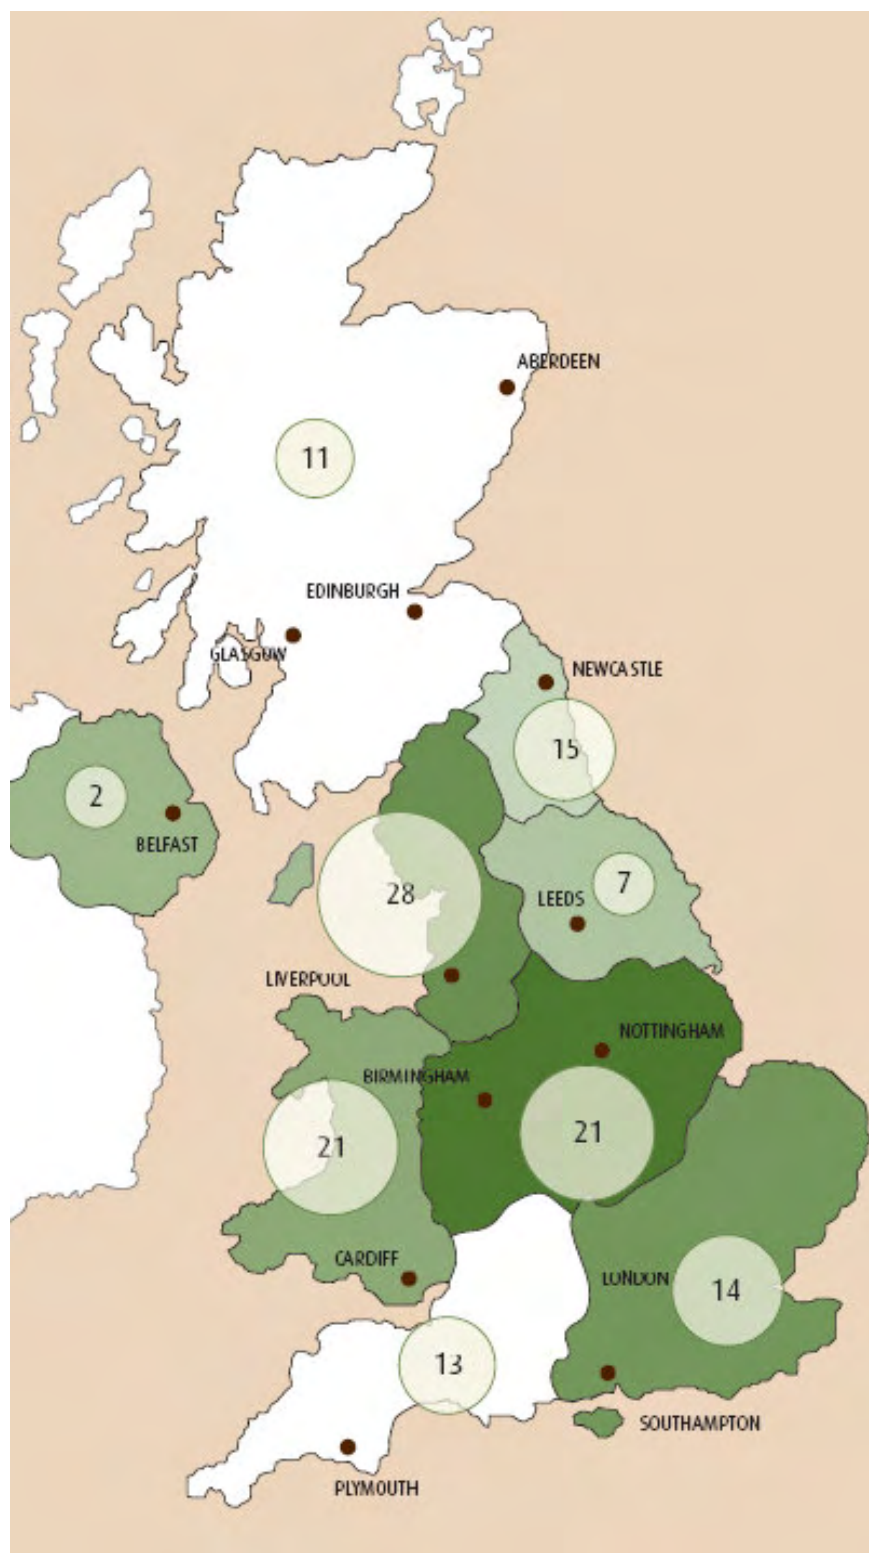 ABERDEEN
11
EDINBURGH
GLASGOW
NEWCASTLE
15
2
BELFAST
7
28
LEEDS
LIVERPOOL
NOTTINGHAM
BIRMINGHAM
21
21
CARDIFF
LONDON
14
13
SOUTHAMPTON
PLYMOUTH